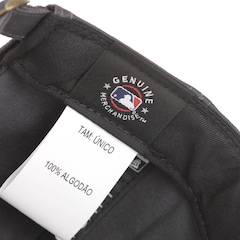 GENUINE
MERCHANDISE™
TAM: ÚNICO
100% ALGODÃO